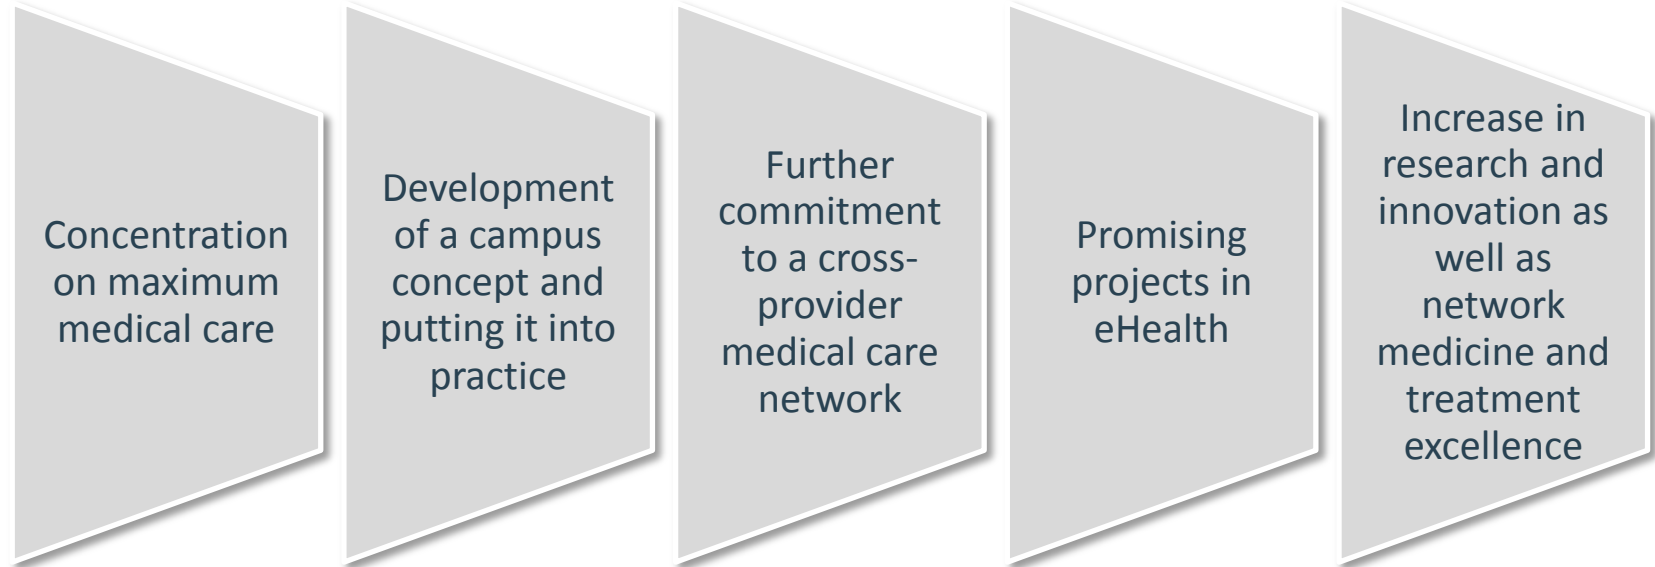 Concentration
on maximum
medical care
Development
of a campus
concept and
putting it into
practice
Further
commitment
to a cross-
provider
medical care
network
Promising
projects in
eHealth
Increase in
research and
innovation as
well as
network
medicine and
treatment
excellence